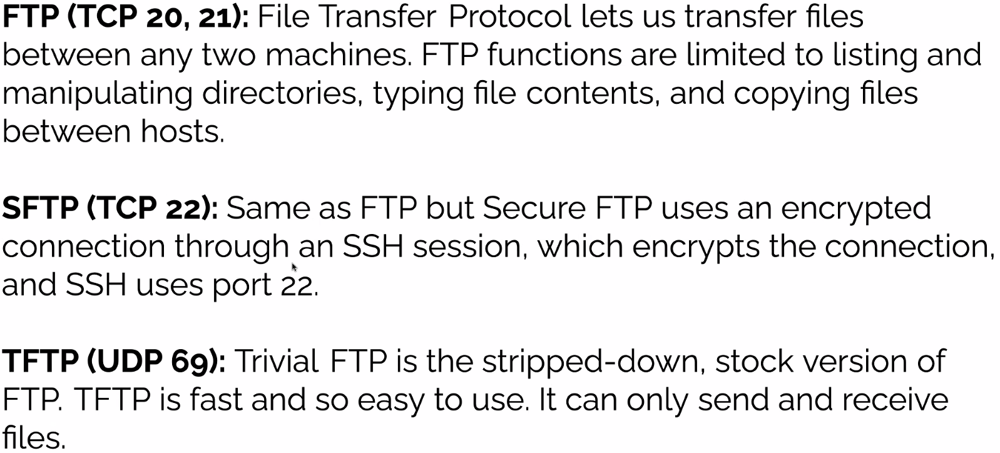 FTP (TCP 20, 21): File Transfer Protocol lets us transfer files
between any two machines. FTP functions are limited to listing and
manipulating directories, typing file contents, and copying files
between hosts.
SFTP (TCP 22): Same as FTP but Secure FTP uses an encrypted
connection through an SSH session, which encrypts the connection,
and SSH uses port 22.
TFTP (UDP 69): Trivial FTP is the stripped-down, stock version of
FTP. TFTP is fast and so easy to use. It can only send and receive
files.